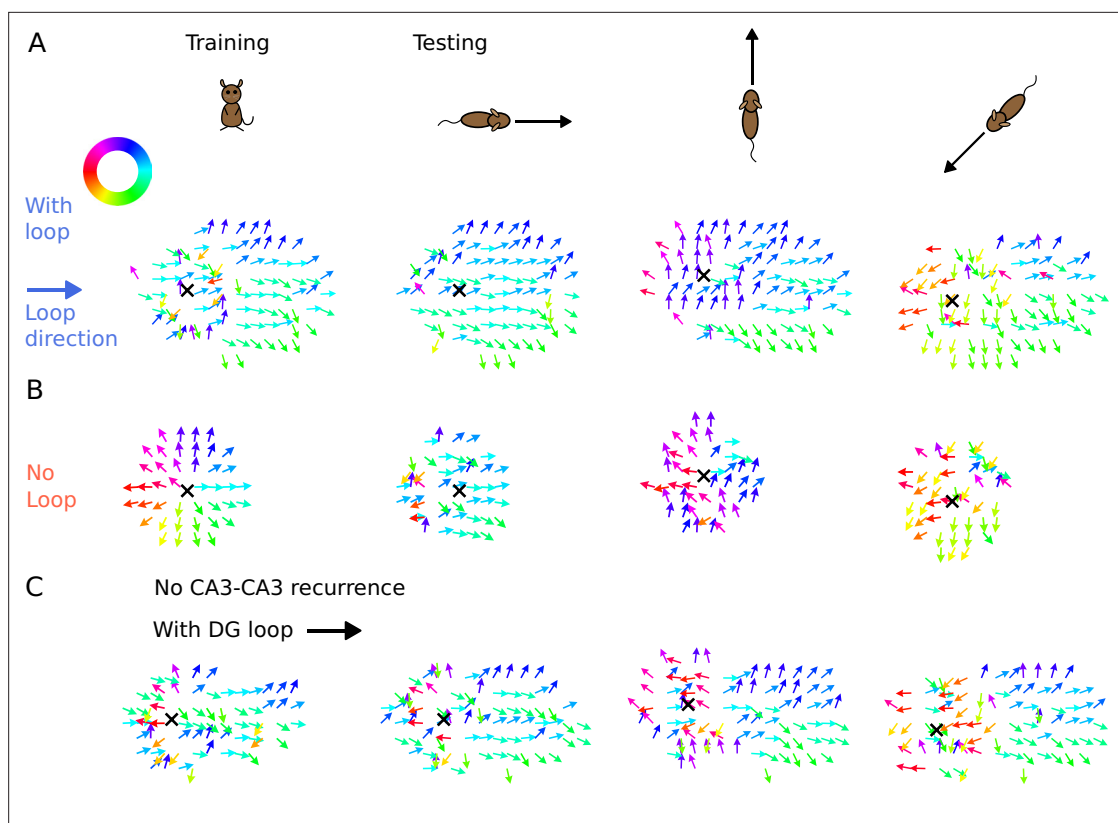 A
Training
Testing
With
loop
Loop
direction
B
No
Loop
C
No CA3-CA3 recurrence
With DG loop